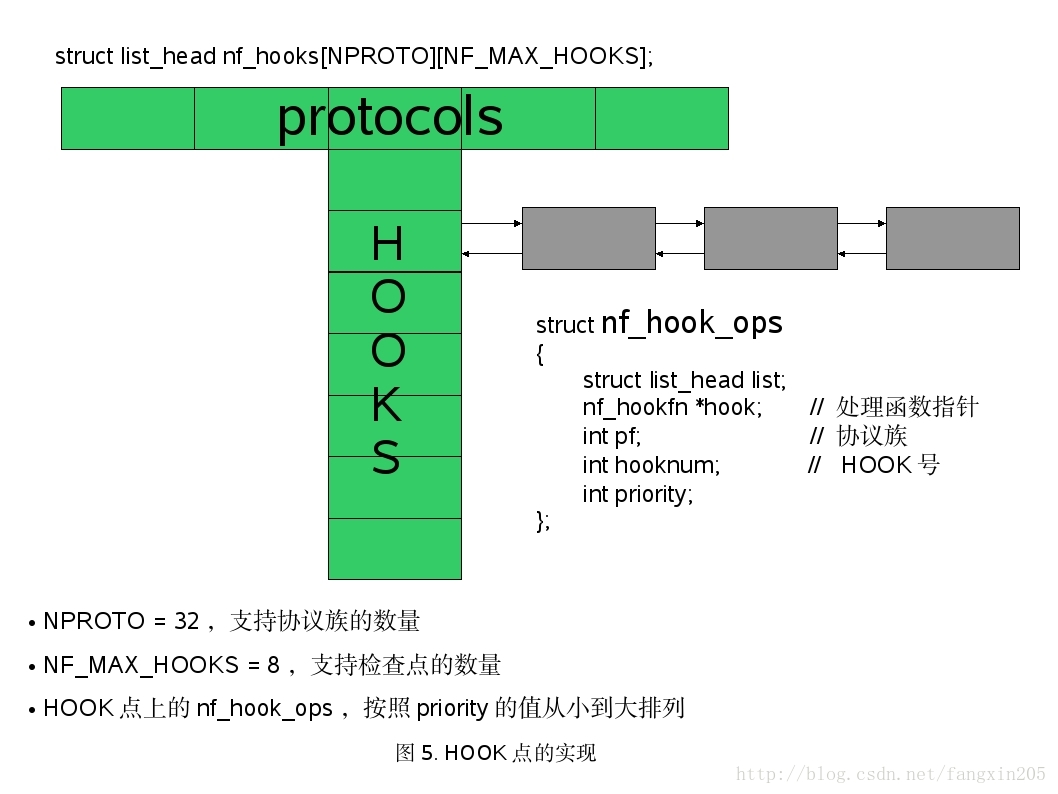 struct list_head nf_hooks[NPROTO][NF_MAX_HOOKS];
protocols
H
O
O
K
S
struct nf_hook_ops
{
struct list_head list;
nf_hookfn *hook; // 处理函数指针
int pf; // 协议族
int hooknum; // HOOK 号
int priority;
};
• NPROTO = 32 ，支持协议族的数量
• NF_MAX_HOOKS = 8 ，支持检查点的数量
• HOOK 点上的 nf_hook_ops ，按照 priority 的值从小到大排列
图 5. HOOK 点的实现
http://blog.csdn.net/fangxin205